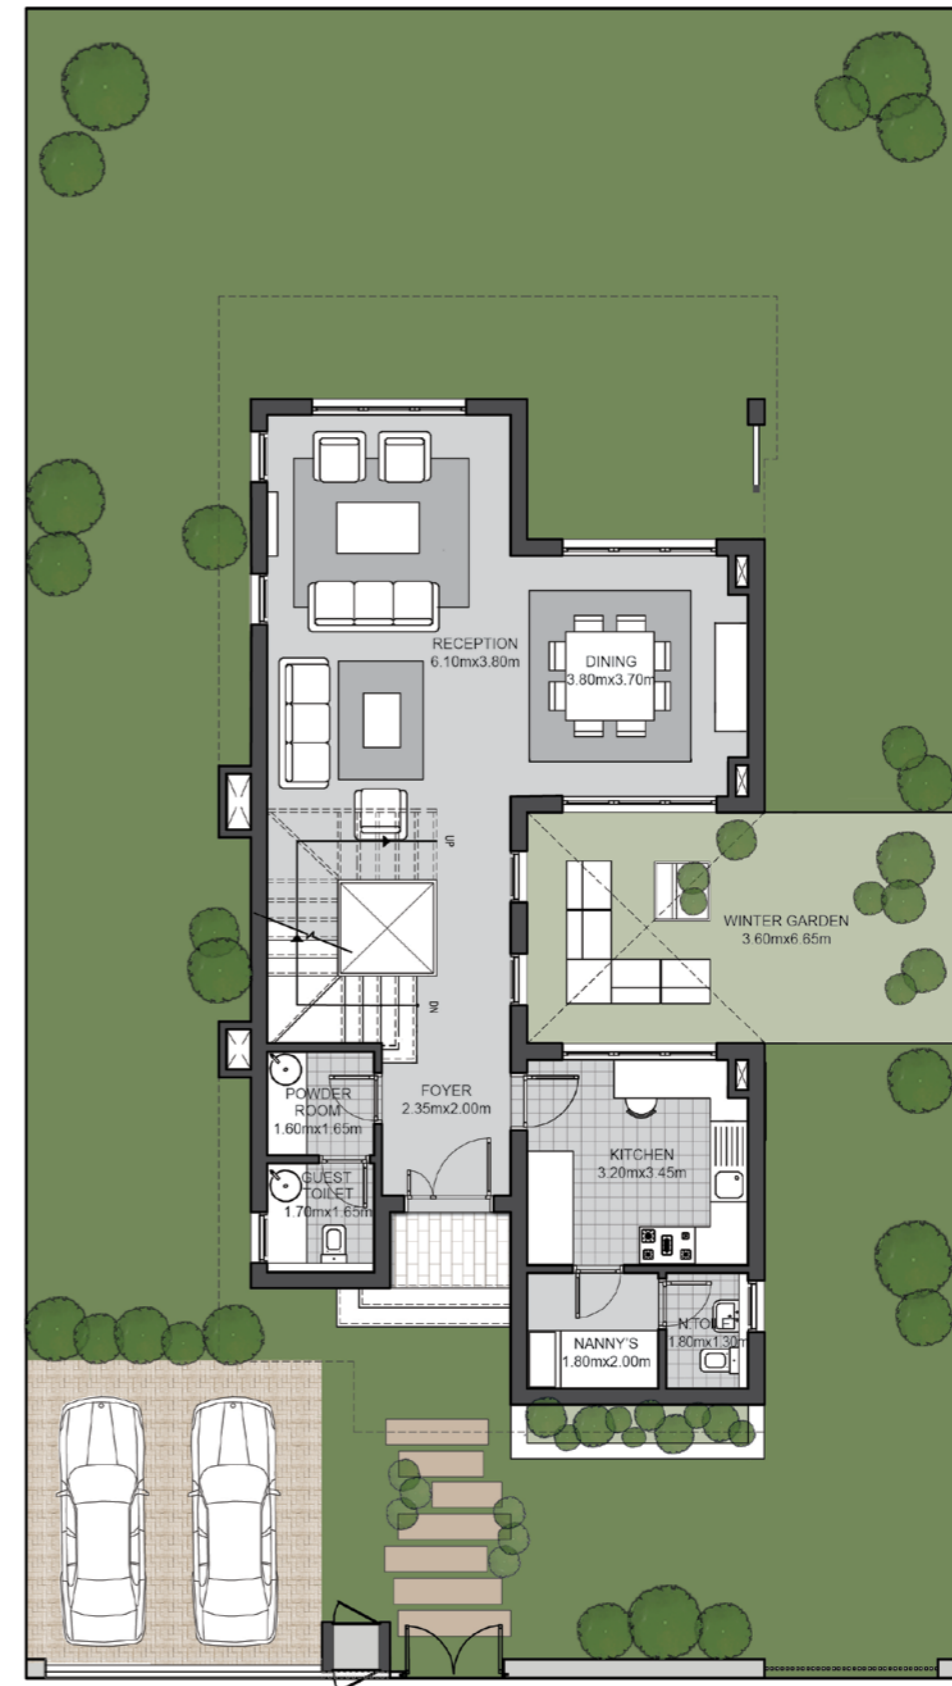 RECEPTION
6.10mx3.80m
DINING
3.80mx3.70m
UP
WINTER GARDEN
3.60mx6.65m
DN
POWDER
ROOM
1.60mx1.65m
FOYER
2.35mx2.00m
KITCHEN
3.20mx3.45m
GUEST
TOILET
1.70mx1.65m
N.TOILET
1.80mx1.30m
NANNY'S
1.80mx2.00m